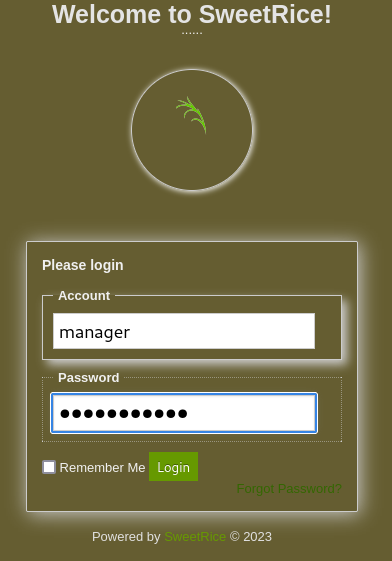 Welcome to SweetRice!
......
Please login
Account
manager
Password
●●●●●●●●●●●
Remember Me Login
Forgot Password?
Powered by SweetRice © 2023